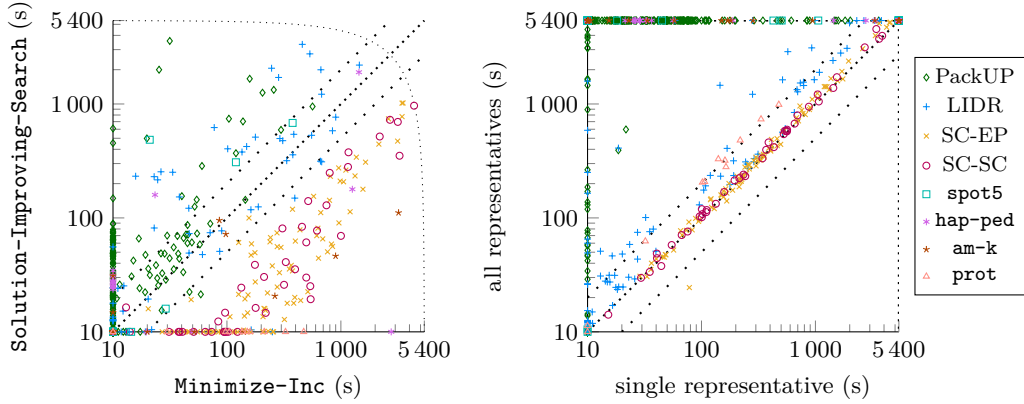 Solution-Improving-Search (s)
5 400
1 000
100
10
10
100
1 000
5 400
Minimize-Inc (s)
all representatives (s)
5 400
1 000
100
10
10
100
1 000
5 400
single representative (s)
PackUP
LIDR
SC-EP
SC-SC
spot5
hap-ped
am-k
prot